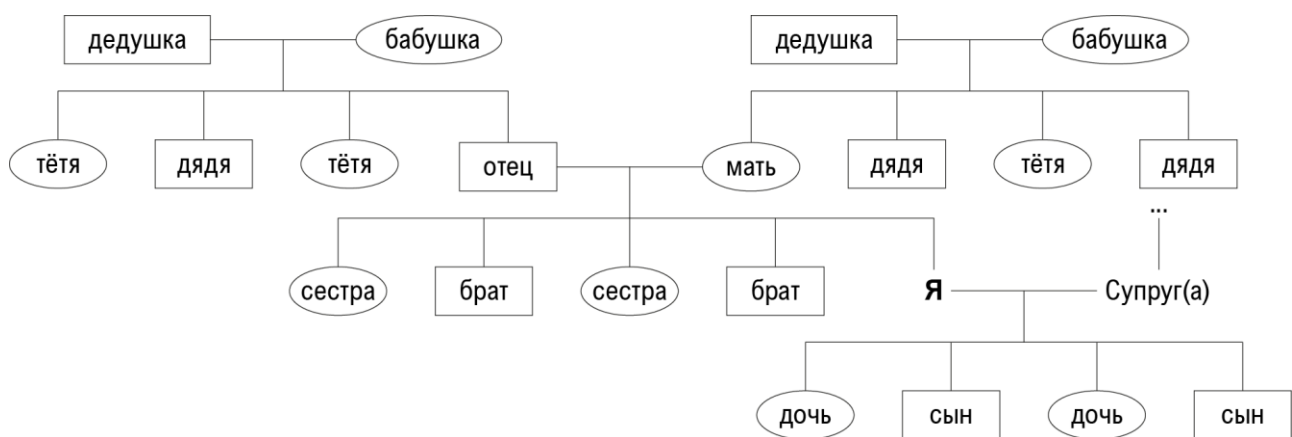 дедушка бабушка дедушка бабушка
тётя дядя тётя отец мать дядя тётя дядя
...
сестра брат сестра брат Я Супруг(а)
дочь сын дочь сын